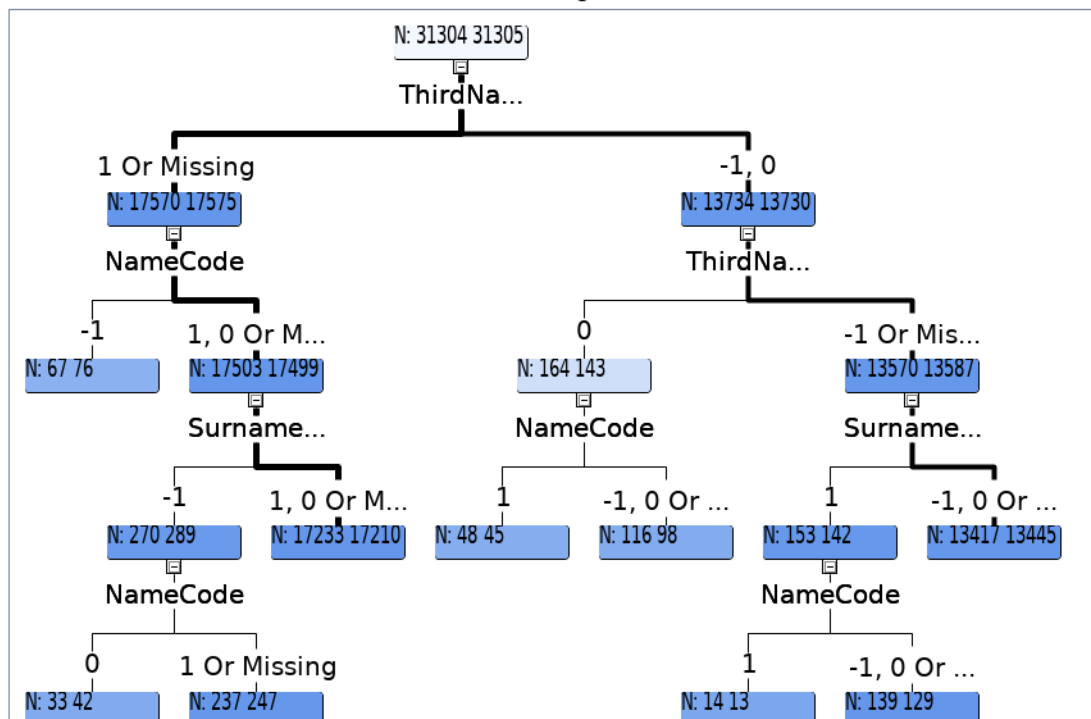 N: 31304 31305
ThirdNa...
1 Or Missing
-1, 0
N: 17570 17575
N: 13734 13730
NameCode
ThirdNa...
-1
1, 0 Or M...
0
-1 Or Mis...
N: 67 76
N: 17503 17499
N: 164 143
N: 13570 13587
Surname...
NameCode
Surname...
-1
1, 0 Or M...
1
-1, 0 Or ...
1
-1, 0 Or ...
N: 270 289
N: 17233 17210
N: 48 45
N: 116 98
N: 153 142
N: 13417 13445
NameCode
NameCode
0
1 Or Missing
1
-1, 0 Or ...
N: 33 42
N: 237 247
N: 14 13
N: 139 129